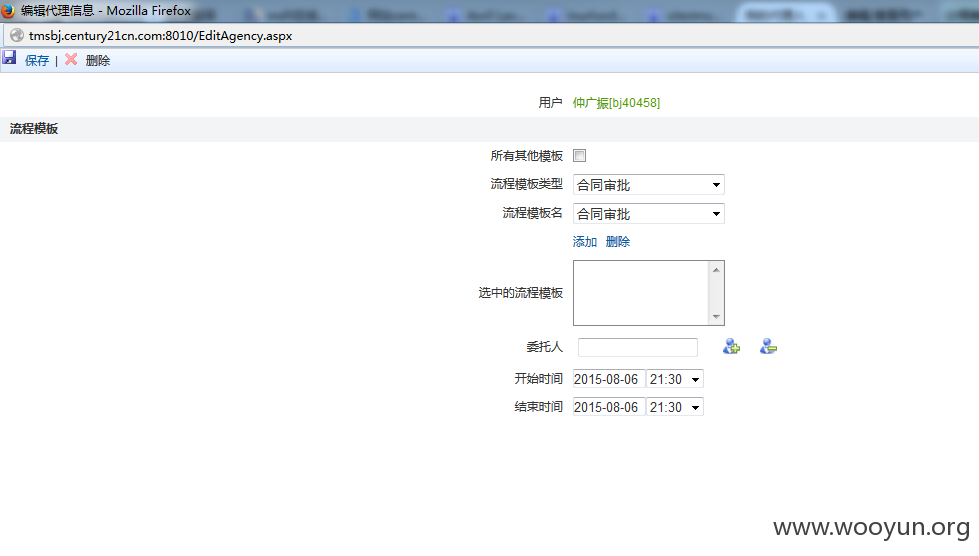 编辑代理信息 - Mozilla Firefox
tmsbj.century21cn.com:8010/EditAgency.aspx
保存 | 删除
用户 仲广振[bj40458]
流程模板
所有其他模板
流程模板类型 合同审批
流程模板名 合同审批
添加 删除
选中的流程模板
委托人
开始时间 2015-08-06 21:30
结束时间 2015-08-06 21:30
www.wooyun.org